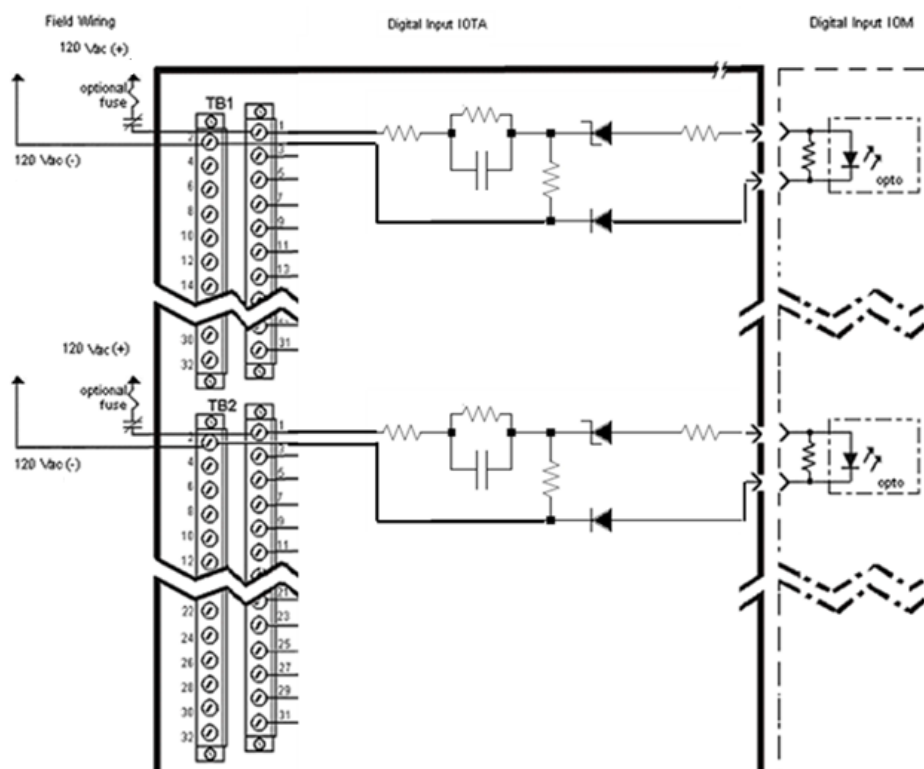 Field Wiring
Digital Input IOTA
Digital Input IOM
120 Vac (+)
optional
fuse
TB1
1
2
3
120 Vac (-)
4
5
6
7
8
9
10
11
12
13
14
opto
30
31
32
120 Vac (+)
optional
fuse
TB2
1
2
120 Vac (-)
4
5
6
7
8
9
10
11
12
opto
21
22
23
24
25
26
27
28
29
30
31
32